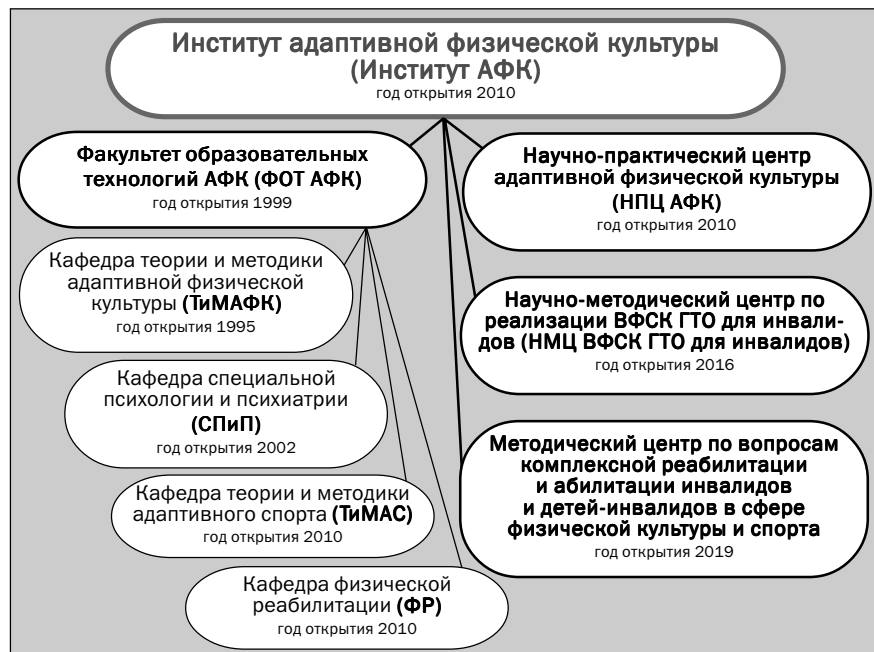 Институт адаптивной физической культуры
(Институт АФК)
год открытия 2010
Факультет образовательных
технологий АФК (ФОТ АФК)
год открытия 1999
Кафедра теории и методики
адаптивной физической
культуры (ТиМАФК)
год открытия 1995
Кафедра специальной
психологии и психиатрии
(СПиП)
год открытия 2002
Кафедра теории и методики
адаптивного спорта (ТиМАС)
год открытия 2010
Кафедра физической
реабилитации (ФР)
год открытия 2010
Научно-практический центр
адаптивной физической культуры
(НПЦ АФК)
год открытия 2010
Научно-методический центр по
реализации ВФСК ГТО для инвали-
дов (НМЦ ВФСК ГТО для инвалидов)
год открытия 2016
Методический центр по вопросам
комплексной реабилитации
и абилитации инвалидов
и детей-инвалидов в сфере
физической культуры и спорта
год открытия 2019